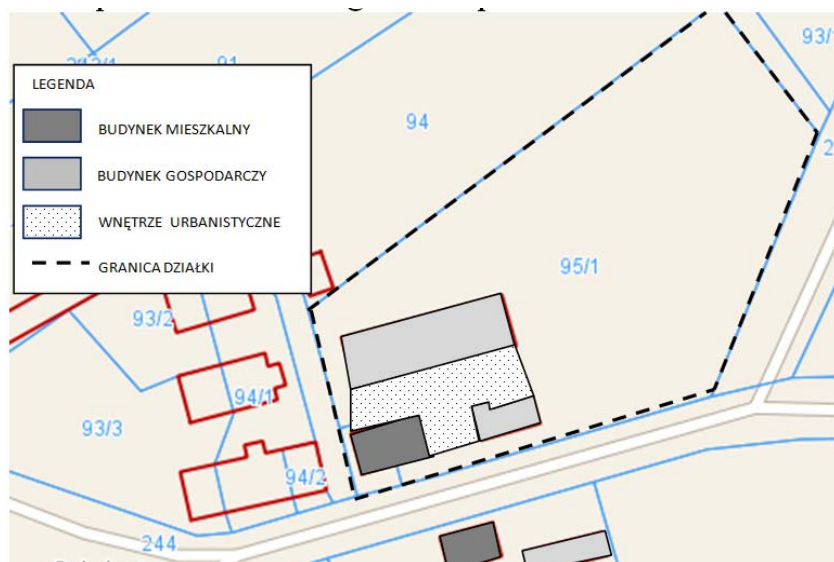 93/1
91
LEGENDA
BUDYNEK MIESZKALNY
BUDYNEK GOSPODARCZY
WNĘTRZE URBANISTYCZNE
GRANICA DZIAŁKI
94
95/1
93/2
94/1
93/3
94/2
244